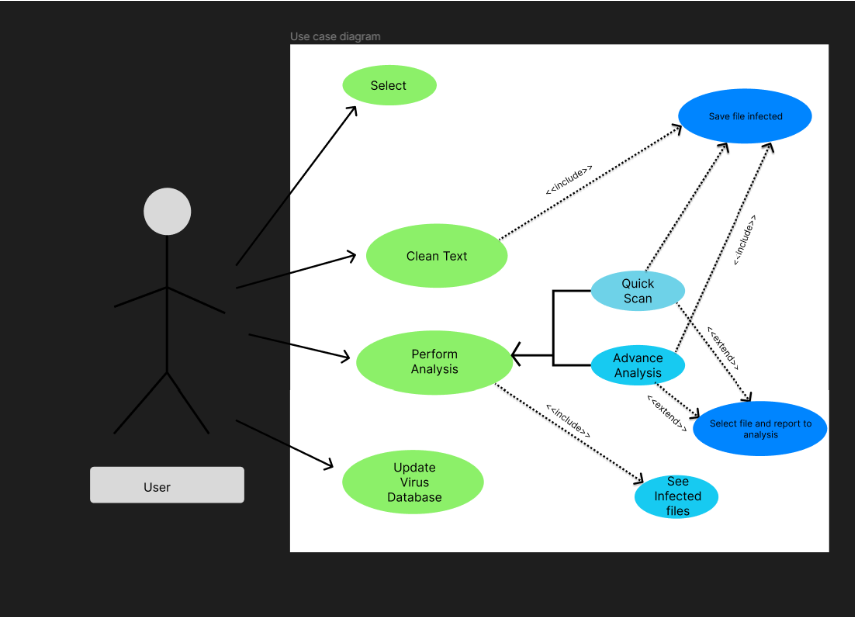 Use case diagram
Select
Save file infected
<<include>>
Clean Text
<<include>>
Quick
Scan
Perform
Analysis
Advance
Analysis
<<extend>>
<<extend>>
<<include>>
Select file and report to
analysis
Update
Virus
Database
See
Infected
files
User